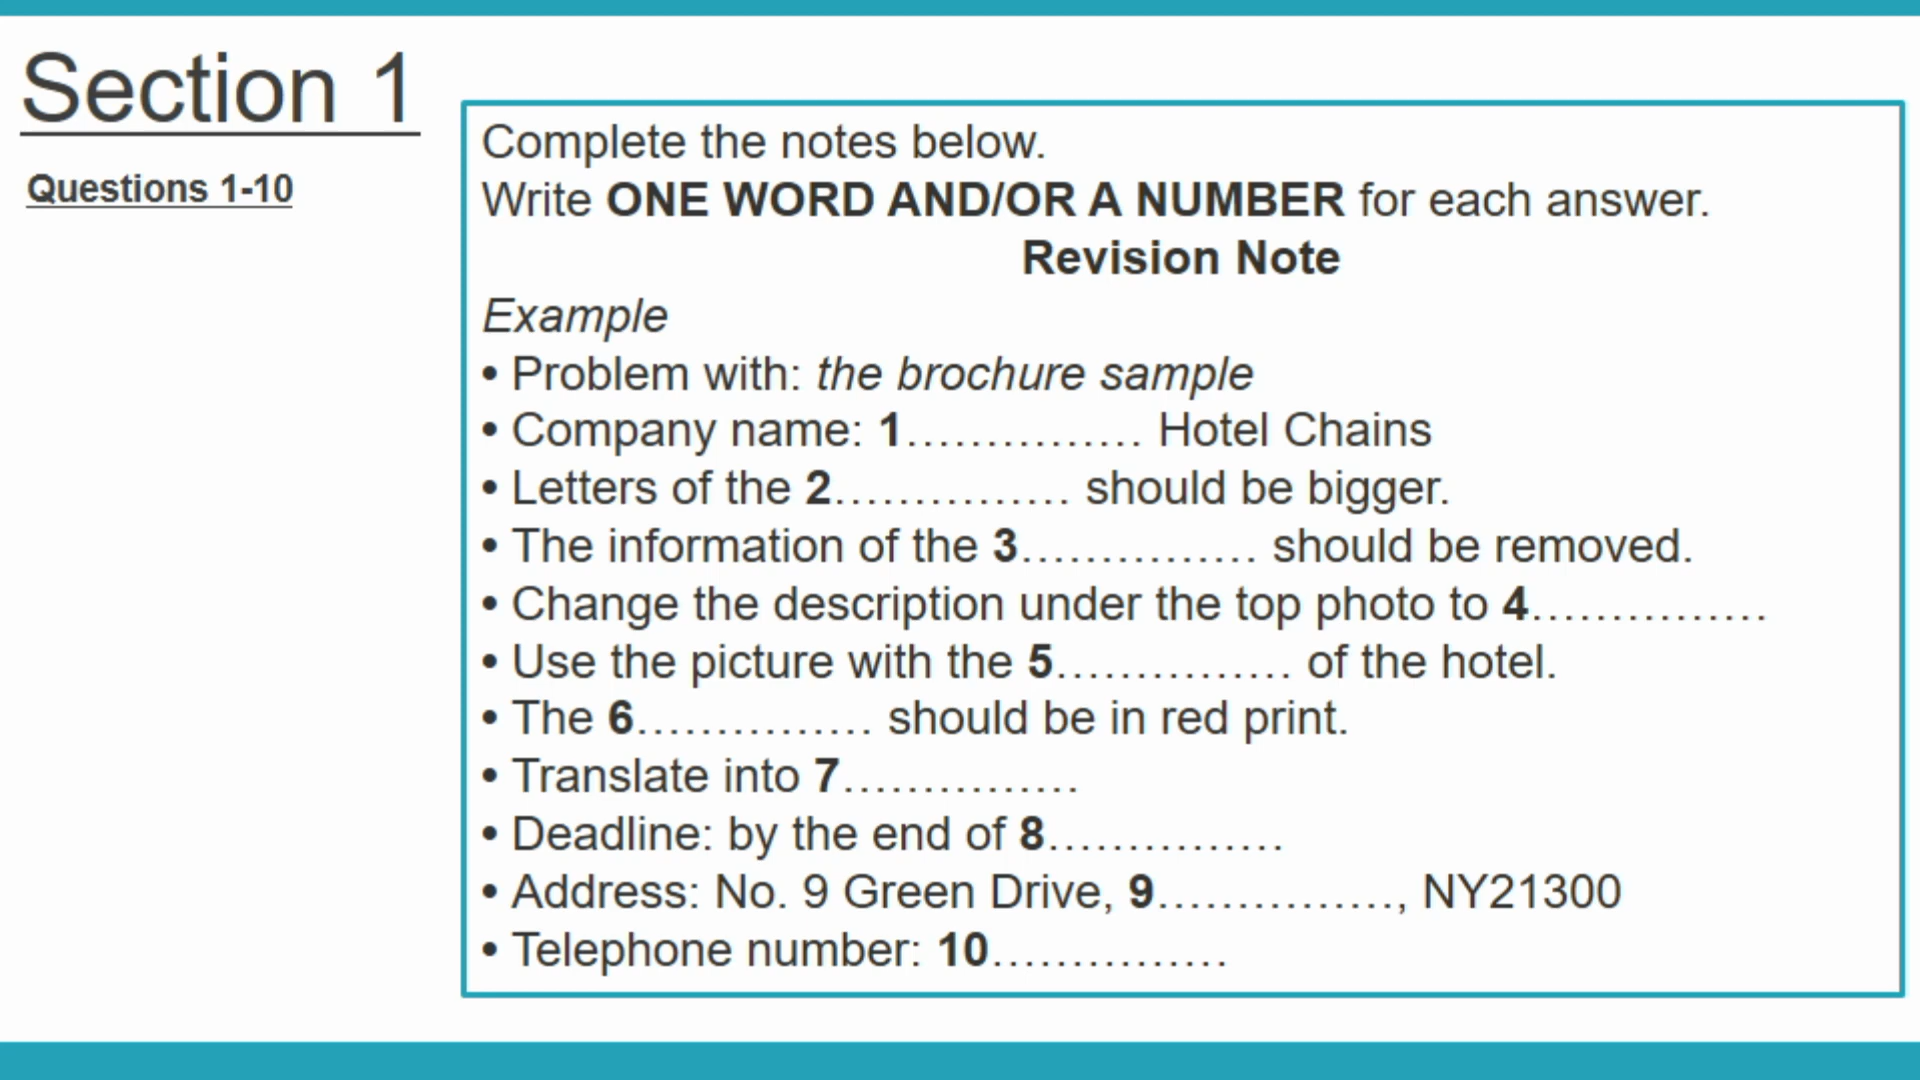 Section 1
Questions 1-10
Complete the notes below.
Write ONE WORD AND/OR A NUMBER for each answer.
Revision Note
Example
• Problem with: the brochure sample
• Company name: 1............... Hotel Chains
• Letters of the 2............... should be bigger.
• The information of the 3............... should be removed.
• Change the description under the top photo to 4...............
• Use the picture with the 5............... of the hotel.
• The 6............... should be in red print.
• Translate into 7...............
• Deadline: by the end of 8...............
• Address: No. 9 Green Drive, 9..............., NY21300
• Telephone number: 10...............